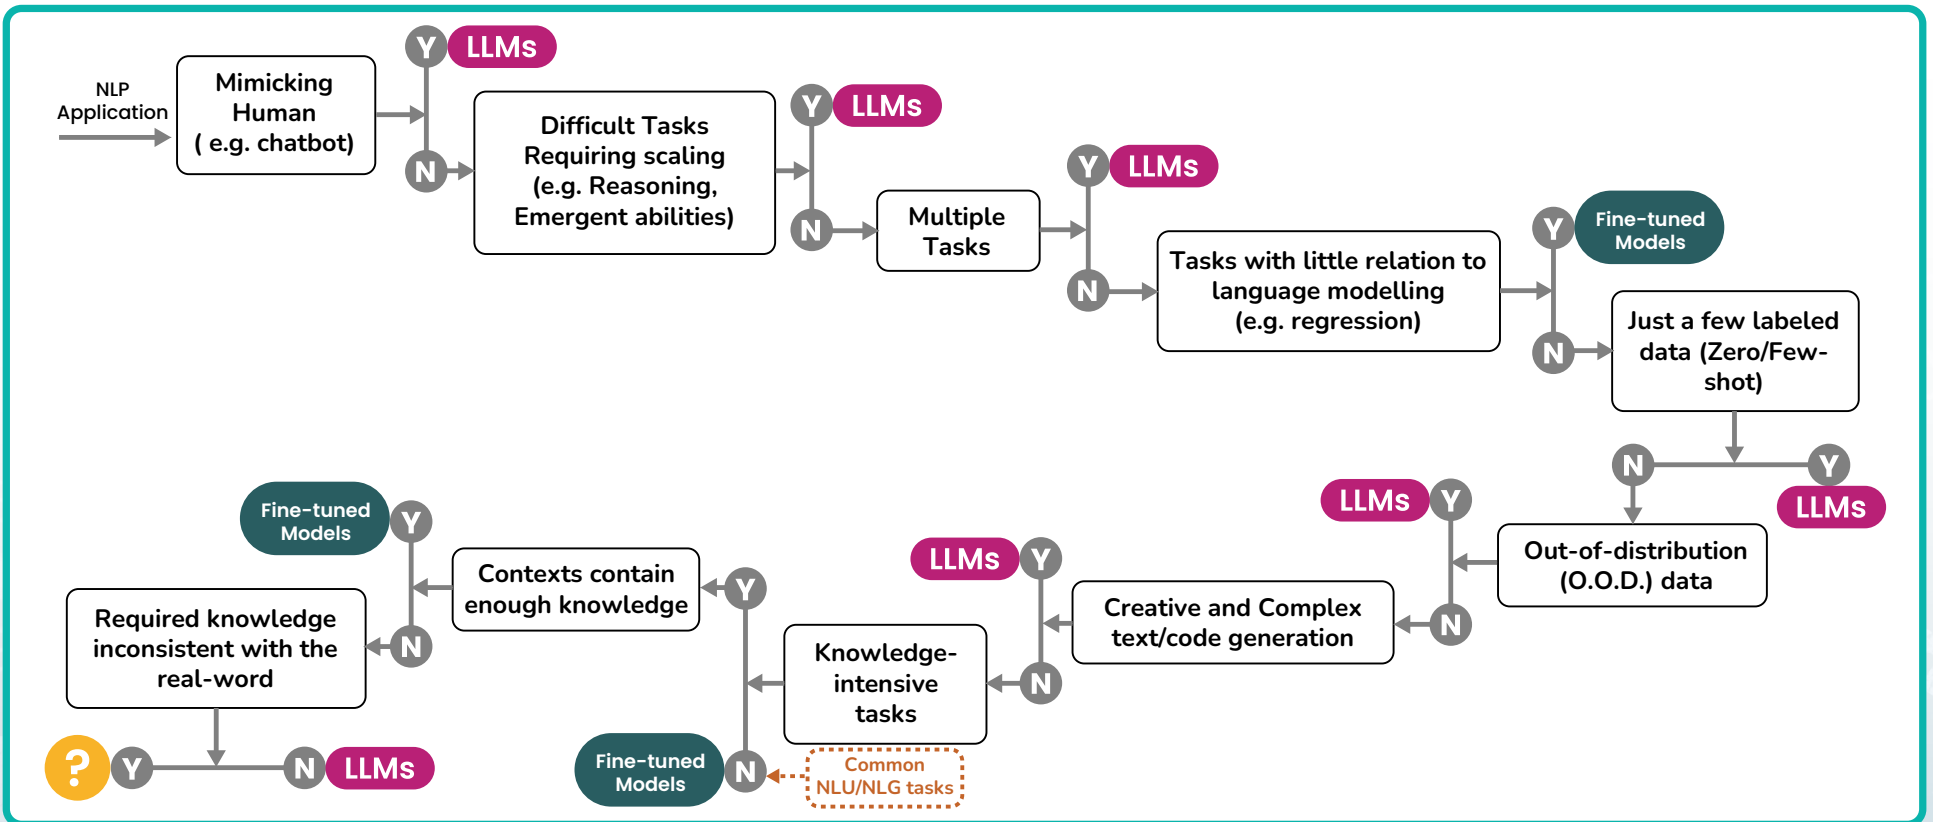 NLP
Application
Mimicking
Human
( e.g. chatbot)
Y
LLMs
N
Difficult Tasks
Requiring scaling
(e.g. Reasoning,
Emergent abilities)
Y
LLMs
N
Multiple
Tasks
Y
LLMs
N
Tasks with little relation to
language modelling
(e.g. regression)
Y
Fine-tuned
Models
N
Just a few labeled
data (Zero/Few-
shot)
N
Y
LLMs
Out-of-distribution
(O.O.D.) data
LLMs
Y
N
Creative and Complex
text/code generation
LLMs
Y
N
Knowledge-
intensive
tasks
Y
Fine-tuned
Models
N
Common
NLU/NLG tasks
Contexts contain
enough knowledge
Fine-tuned
Models
Y
N
Required knowledge
inconsistent with the
real-word
?
Y
N
LLMs